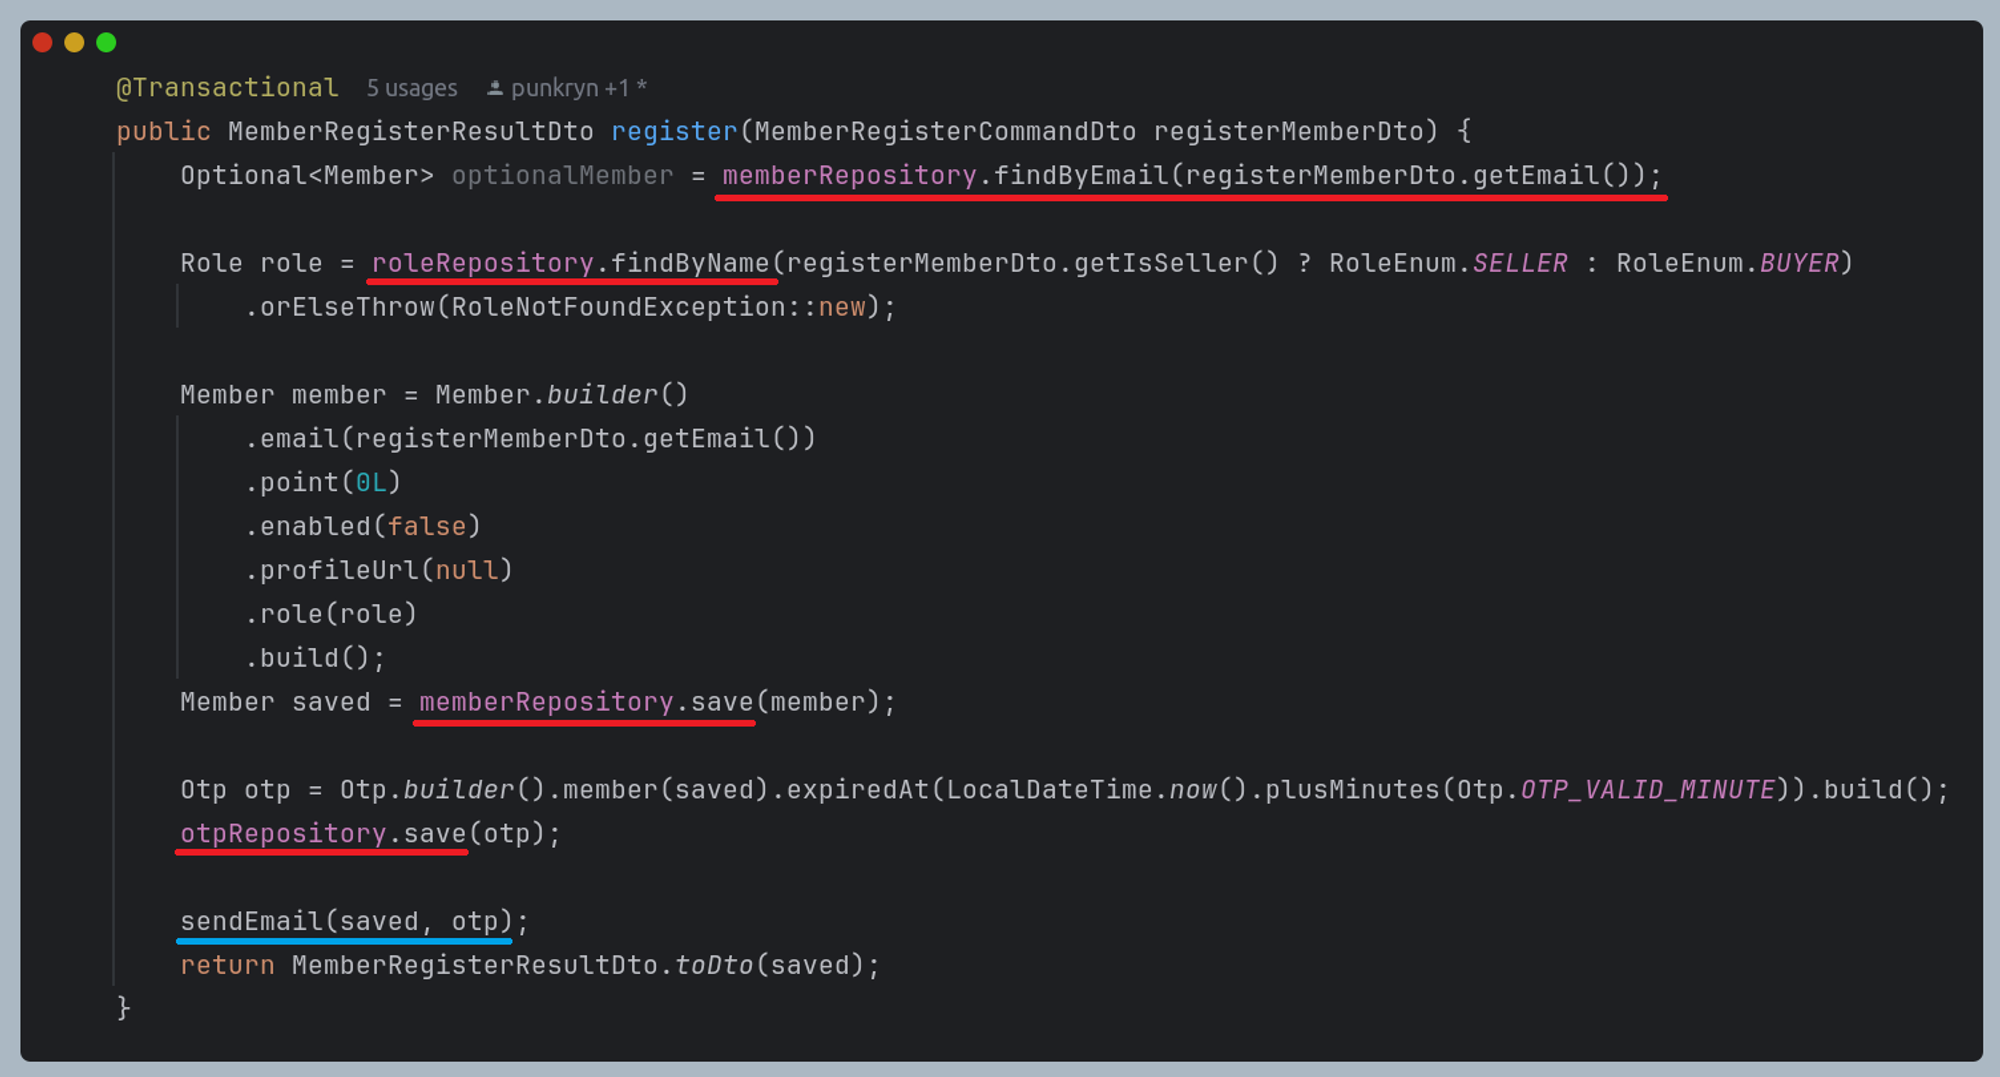 @Transactional 5 usages punkryn +1 *
public MemberRegisterResultDto register(MemberRegisterCommandDto registerMemberDto) {
Optional<Member> optionalMember = memberRepository.findByEmail(registerMemberDto.getEmail());
Role role = roleRepository.findByName(registerMemberDto.getIsSeller() ? RoleEnum.SELLER : RoleEnum.BUYER)
.orElseThrow(RoleNotFoundException::new);
Member member = Member.builder()
.email(registerMemberDto.getEmail())
.point(0L)
.enabled(false)
.profileUrl(null)
.role(role)
.build();
Member saved = memberRepository.save(member);
Otp otp = Otp.builder().member(saved).expiredAt(LocalDateTime.now().plusMinutes(Otp.OTP_VALID_MINUTE)).build();
otpRepository.save(otp);
sendEmail(saved, otp);
return MemberRegisterResultDto.toDto(saved);
}